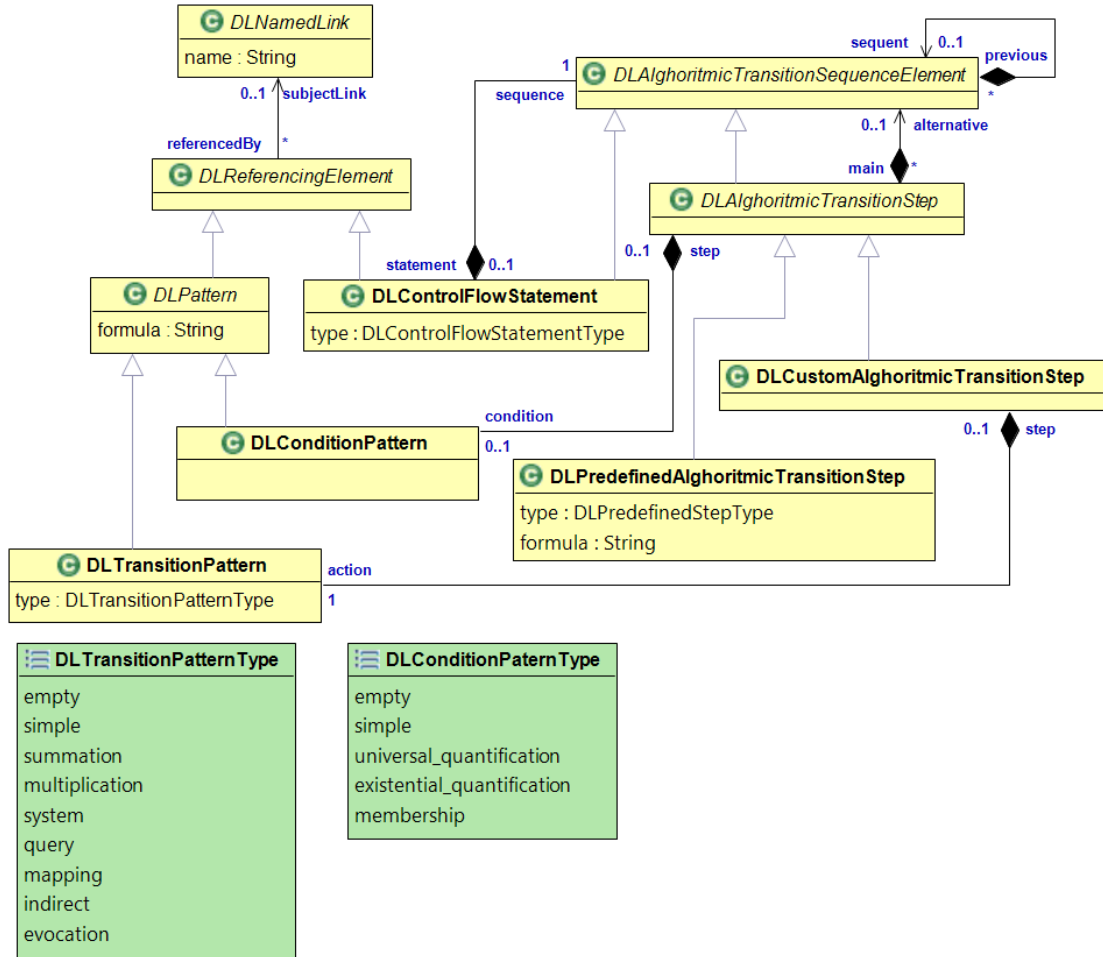 DLNamedLink
name : String
0..1 subjectLink
referencedBy *
DLReferencingElement
sequent 0..1
previous
1
DLAlghoritmicTransitionSequenceElement
sequence
*
0..1 alternative
main *
DLAlghoritmicTransitionStep
0..1 step
statement 0..1
DLPattern
formula : String
DLControlFlowStatement
type : DLControlFlowStatementType
DLCustomAlghoritmicTransitionStep
0..1 step
condition
0..1
DLConditionPattern
DLPredefinedAlghoritmicTransitionStep
type : DLPredefinedStepType
formula : String
DLTransitionPattern
type : DLTransitionPatternType
action
1
DLTransitionPatternType
empty
simple
summation
multiplication
system
query
mapping
indirect
evocation
DLConditionPaternType
empty
simple
universal_quantification
existential_quantification
membership